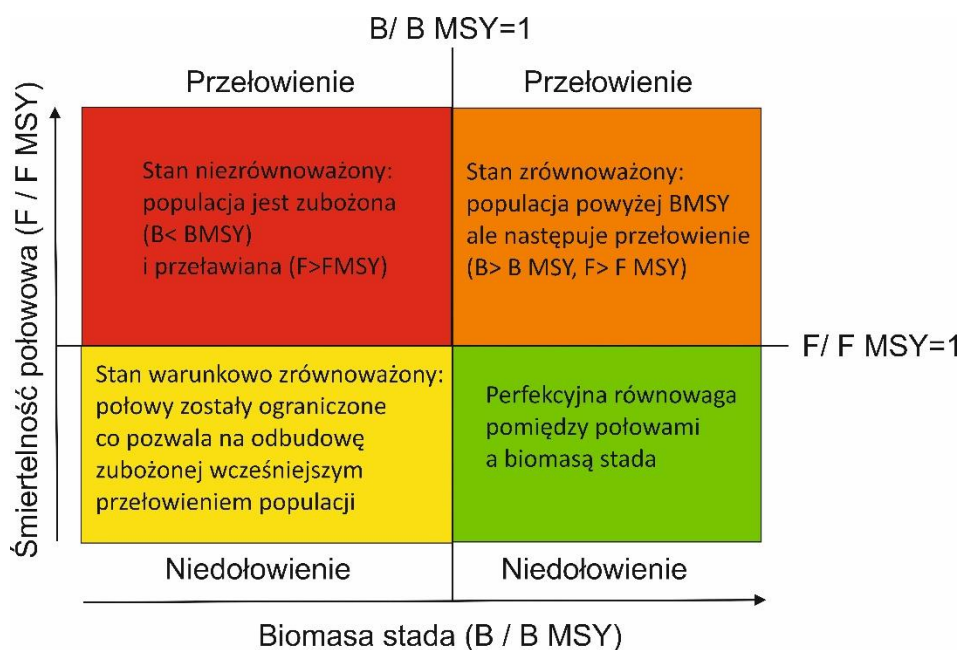 B/ B MSY=1
Przełowienie
Przełowienie
Śmiertelność połowowa (F / F MSY)
Stan niezrównoważony:
populacja jest zubożona
(B< BMSY)
i przeławiana (F>FMSY)
Stan zrównoważony:
populacja powyżej BMSY
ale następuje przełowienie
(B> B MSY, F> F MSY)
F/ F MSY=1
Stan warunkowo zrównoważony:
połowy zostały ograniczone
co pozwala na odbudowę
zubożonej wcześniejszym
przełowieniem populacji
Perfekcyjna równowaga
pomiędzy połowami
a biomasą stada
Niedołowienie
Niedołowienie
Biomasa stada (B / B MSY)